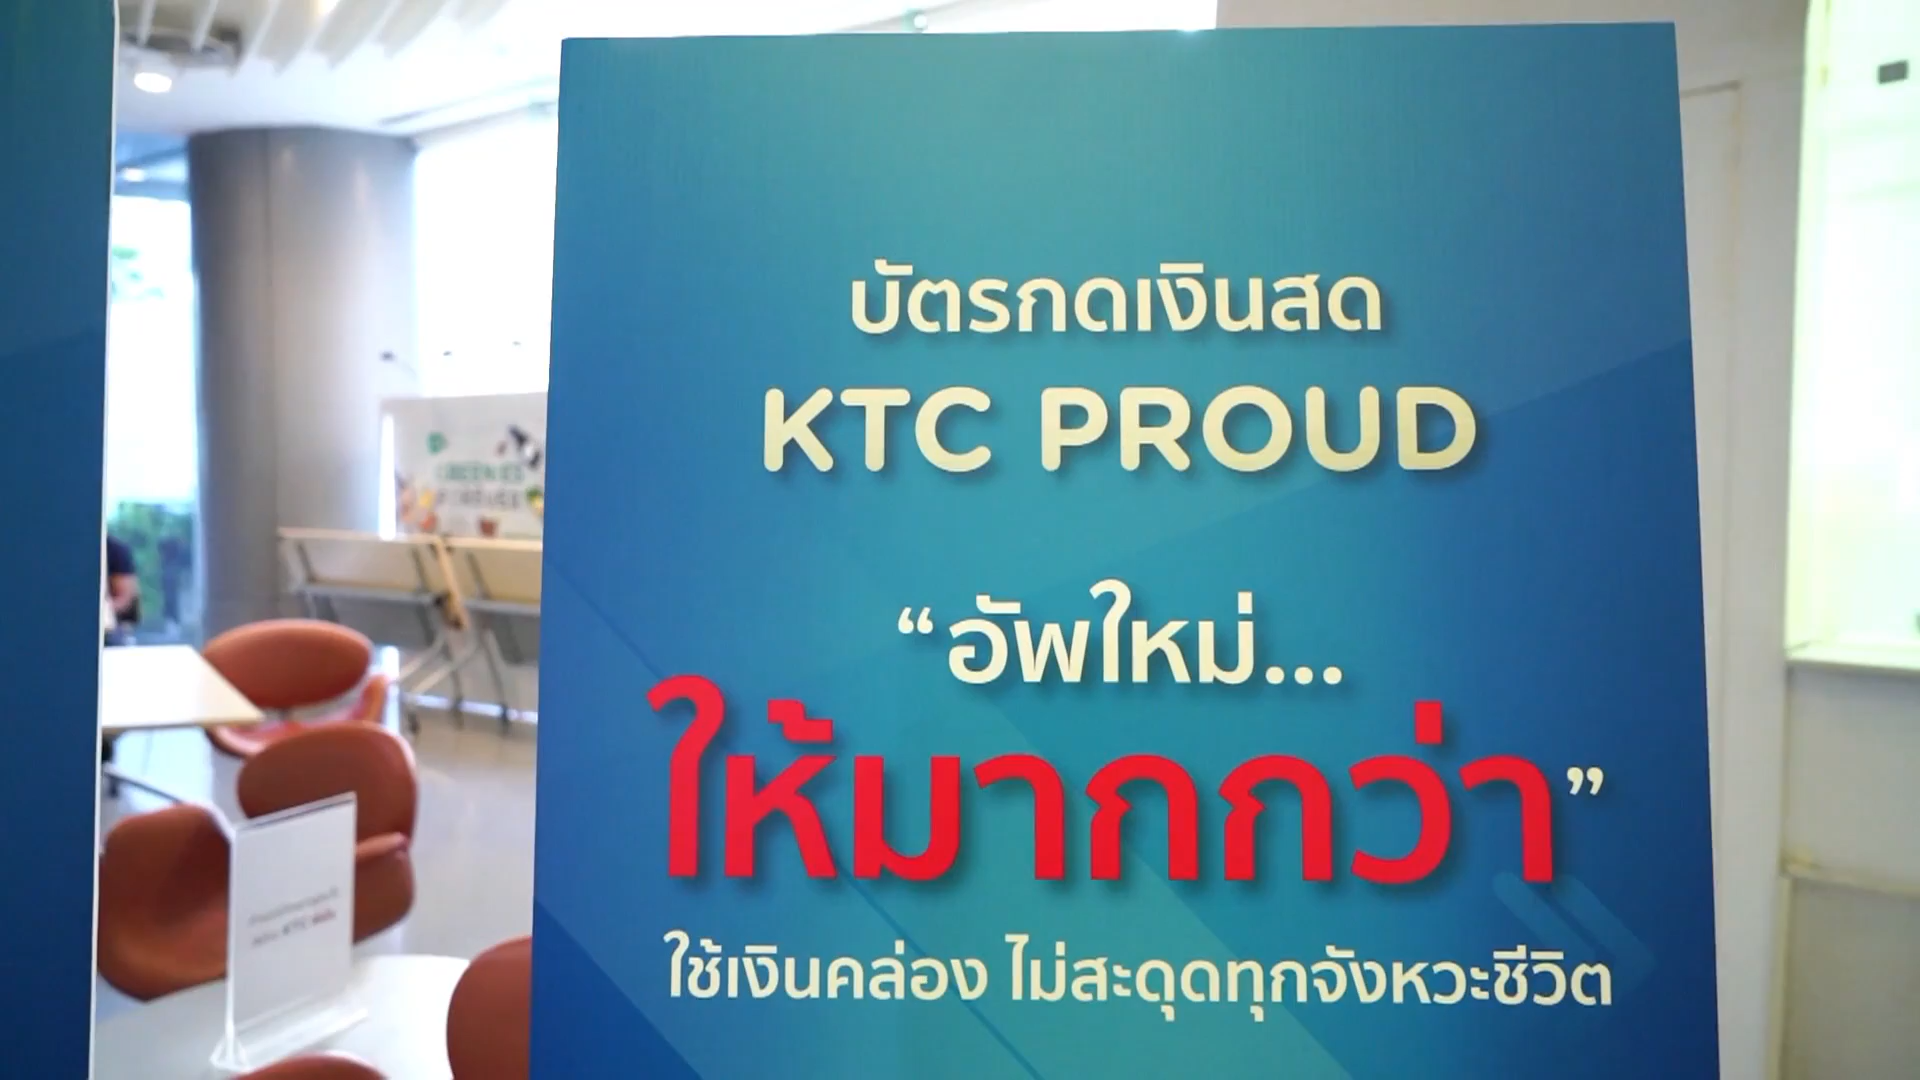 บัตรกดเงินสด
KTC PROUD
“อัพใหม่...
ให้มากกว่า”
ใช้เงินคล่อง ไม่สะดุดทุกจังหวะชีวิต